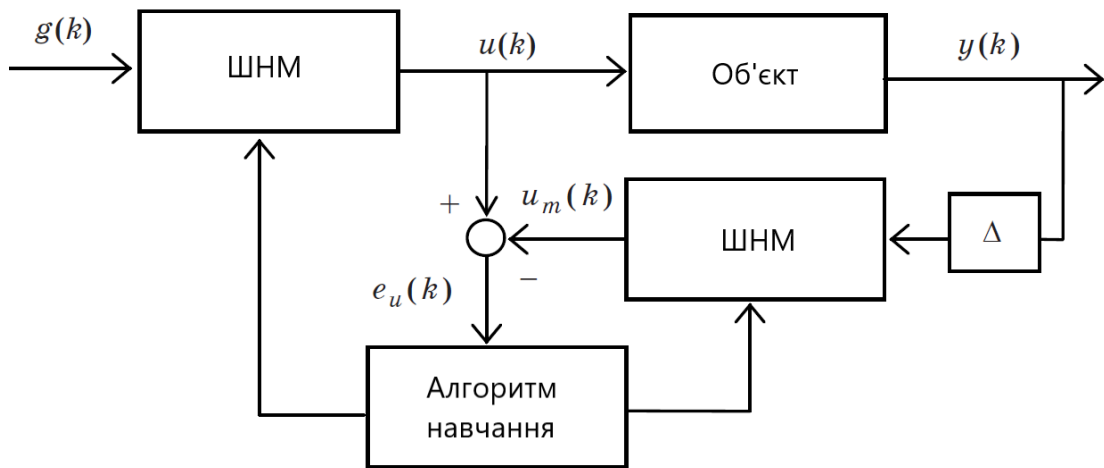 g(k)
ШНМ
u(k)
Об'єкт
y(k)
+
u_m(k)
ШНМ
Δ
−
e_u(k)
Алгоритм
навчання